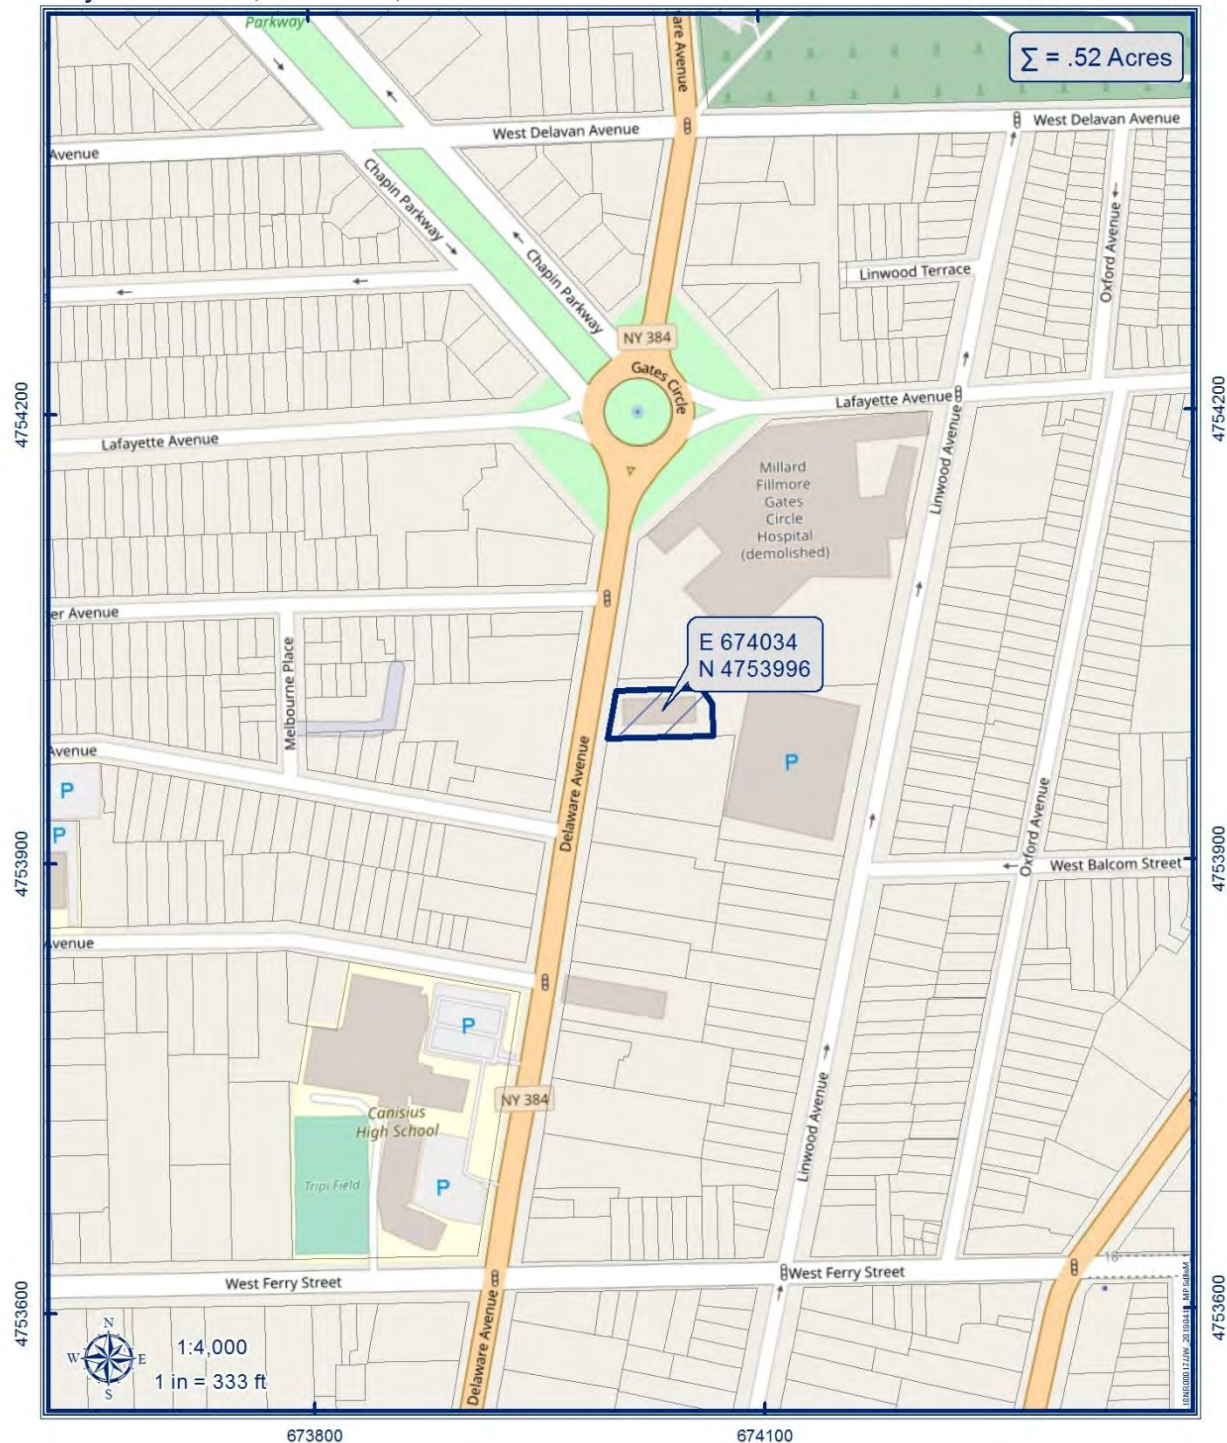 Parkway
are Avenue
Σ = .52 Acres
West Delavan Avenue
West Delavan Avenue
Avenue
Chapin Parkway
Chapin Parkway
Oxford Avenue
Linwood Terrace
NY 384
Gates Circle
4754200
4754200
Lafayette Avenue
Lafayette Avenue
Linwood Avenue
Millard
Fillmore
Gates
Circle
Hospital
(demolished)
er Avenue
Melbourne Place
E 674034
N 4753996
Avenue
P
P
P
Delaware Avenue
Oxford Avenue
4753900
4753900
West Balcom Street
Avenue
P
NY 384
Canisius
High School
Linwood Avenue
Tripi Field
P
West Ferry Street
West Ferry Street
16
4753600
4753600
Delaware Avenue
N
W
E
S
1:4,000
1 in = 333 ft
673800
674100